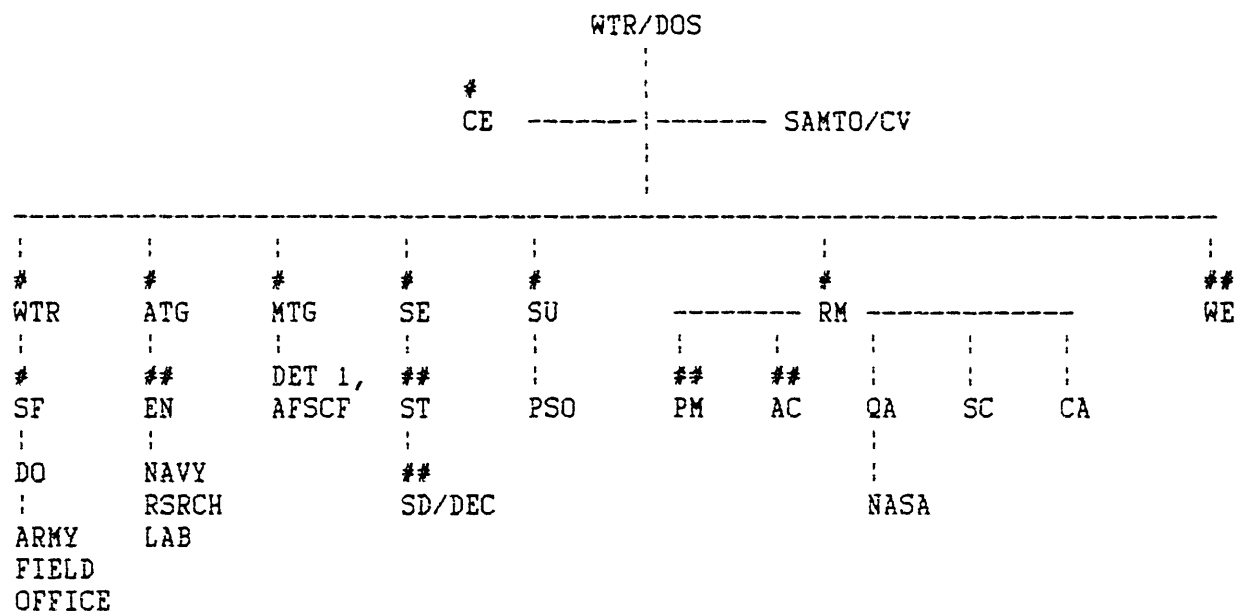 WTR/DOS
#
CE ------- ------- SAMTO/CV
# # # # # # ##
WTR ATG MTG SE SU -------- RM ------------- WE
# ## DET 1, ## ## ##
SF EN AFSCF ST PSO PM AC QA SC CA
DO NAVY ##
RSRCH SD/DEC NASA
ARMY LAB
FIELD
OFFICE